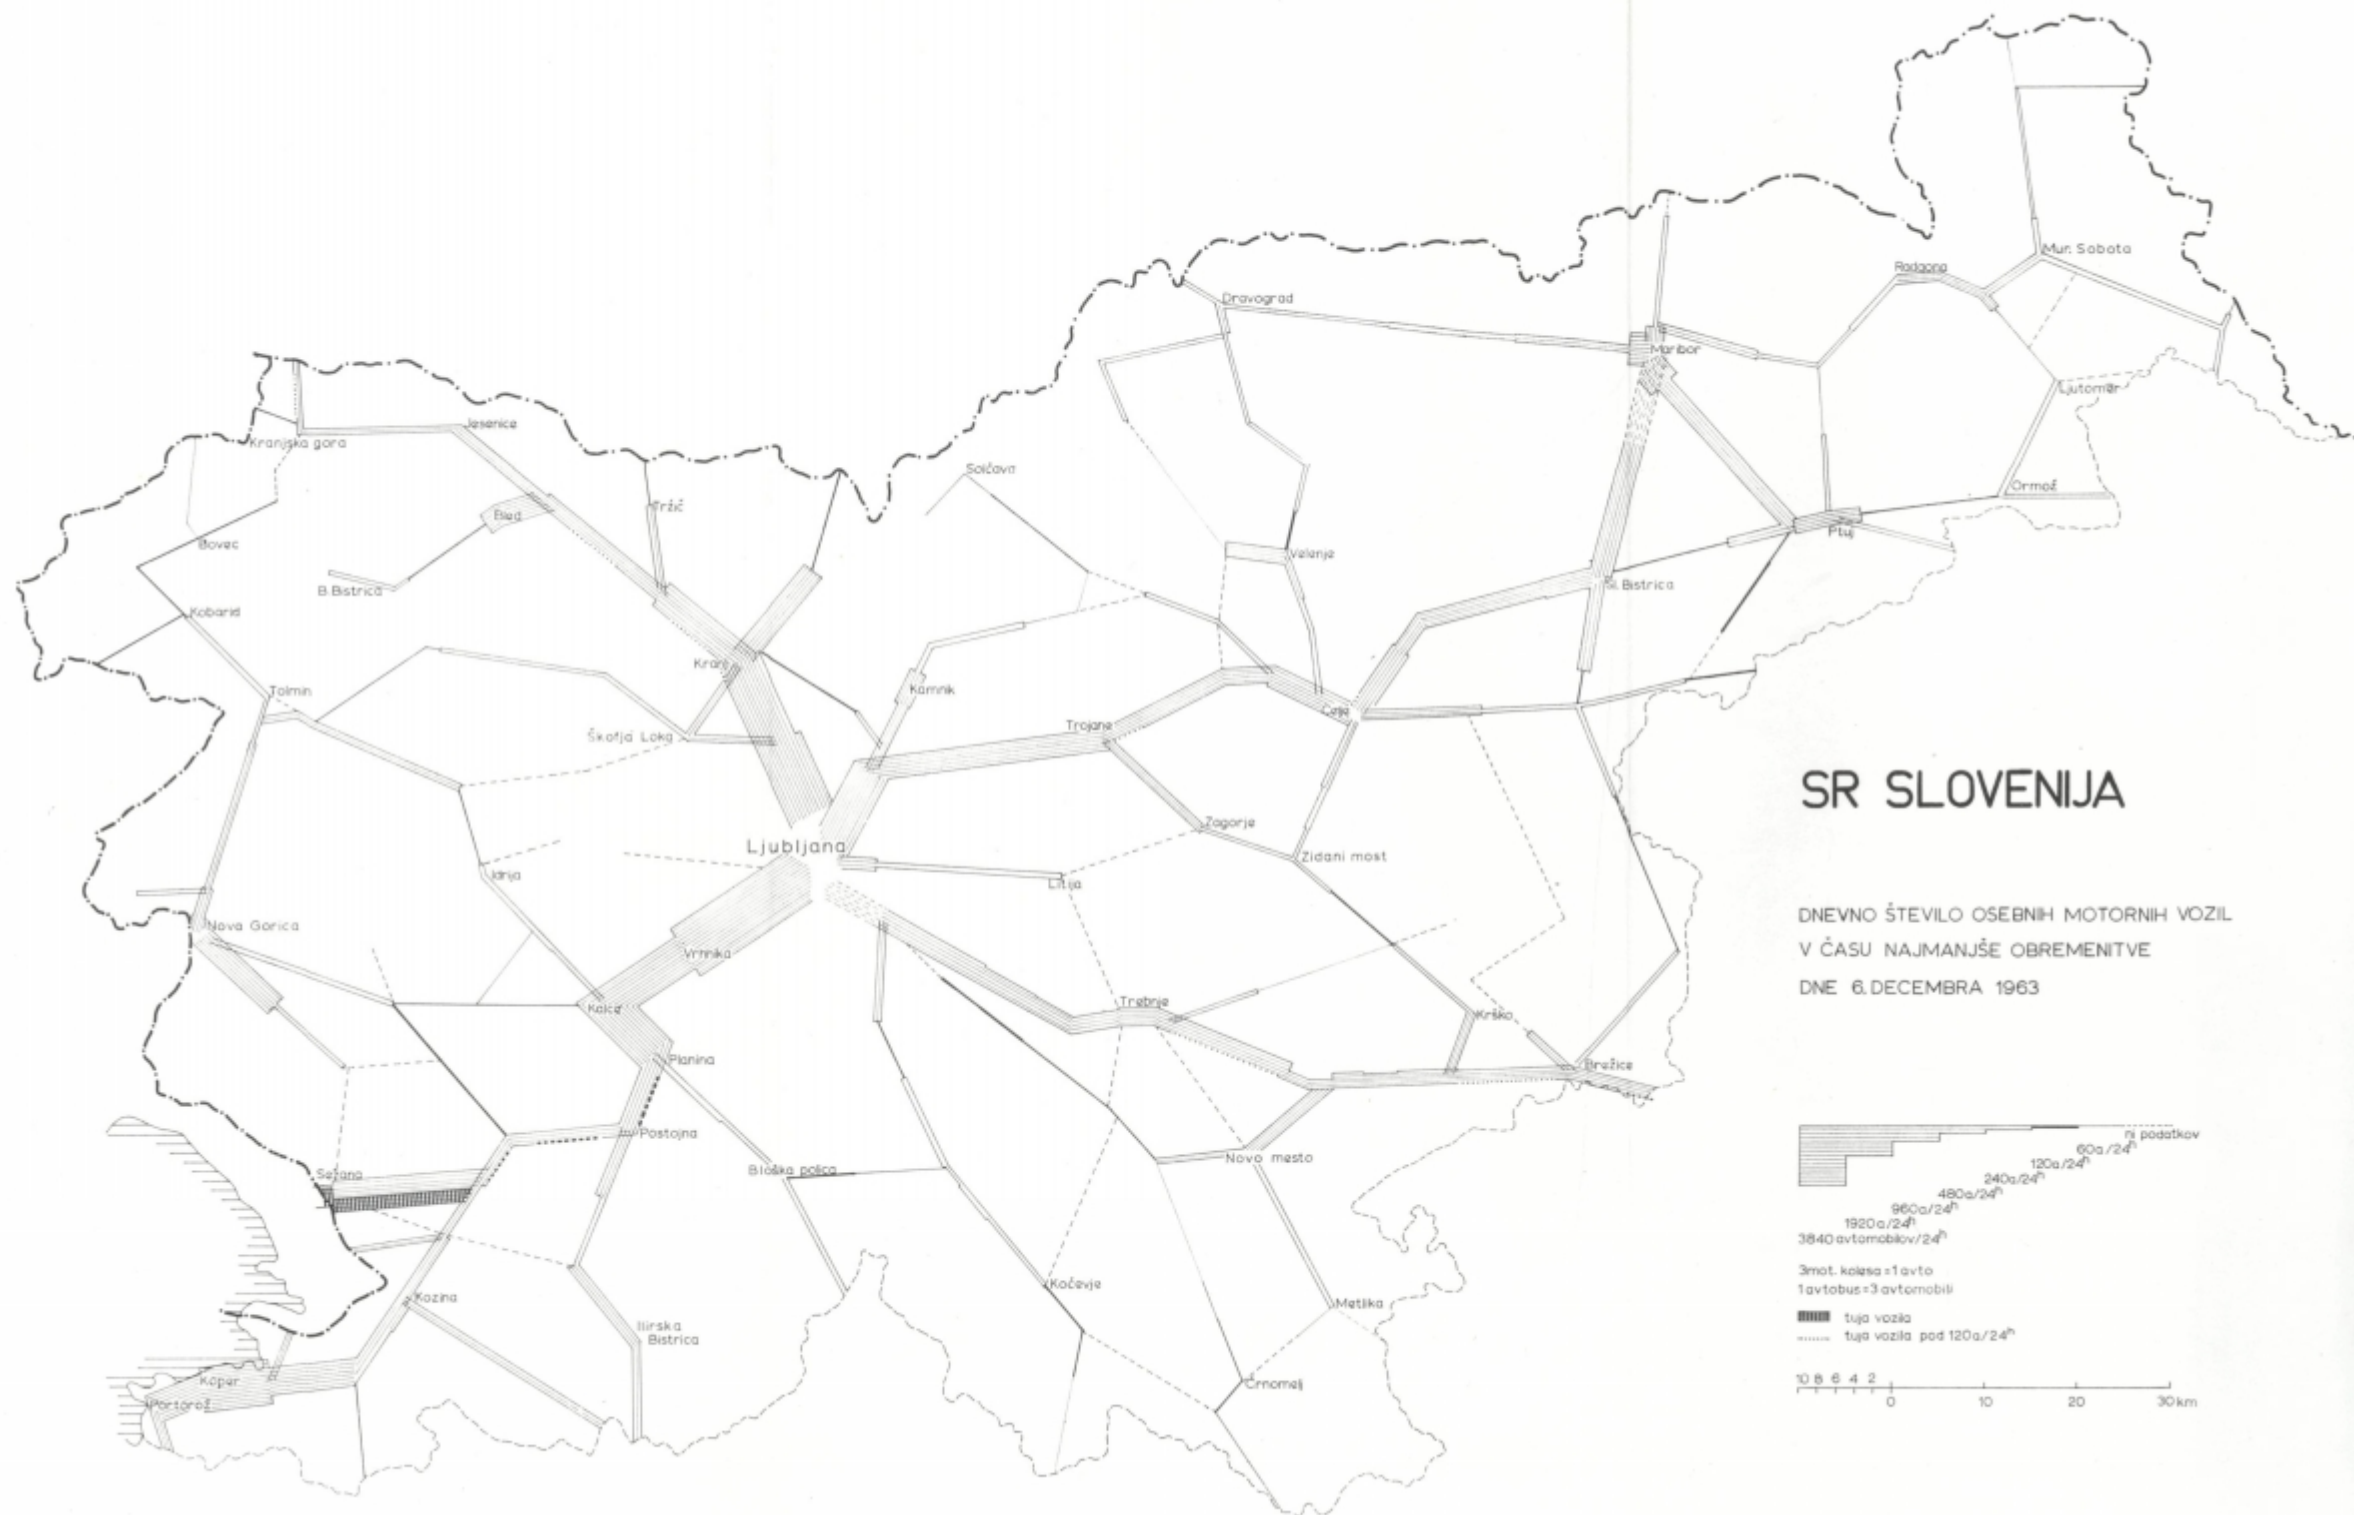 Mur. Sobota
Radgona
Dravograd
Maribor
Ljutomer
Jesenice
Kranjska gora
Solčava
Ormož
Bled
Tržič
Ptuj
Bovec
Velenje
B. Bistrica
Sl. Bistrica
Kobarid
Kranj
Tolmin
Kamnik
Celje
Trojane
Škofja Loka
Zagorje
Ljubljana
Zidani most
Litija
Idrija
Nova Gorica
Vrhnika
Trebnje
Kalce
Krško
Planina
Brežice
Postojna
Novo mesto
Bloška polica
Sežana
Kočevje
Kozina
Metlika
Ilirska
Bistrica
Koper
Črnomelj
Portorož
SR SLOVENIJA
DNEVNO ŠTEVILO OSEBNIH MOTORNIH VOZIL
V ČASU NAJMANJŠE OBREMENITVE
DNE 6. DECEMBRA 1963
ni podatkov
60a/24h
120a/24h
240a/24h
480a/24h
960a/24h
1920a/24h
3840 avtomobilov/24h
3 mot. kolesa = 1 avto
1 avtobus = 3 avtomobili
tuja vozila
tuja vozila pod 120a/24h
10 8 6 4 2
0 10 20 30 km